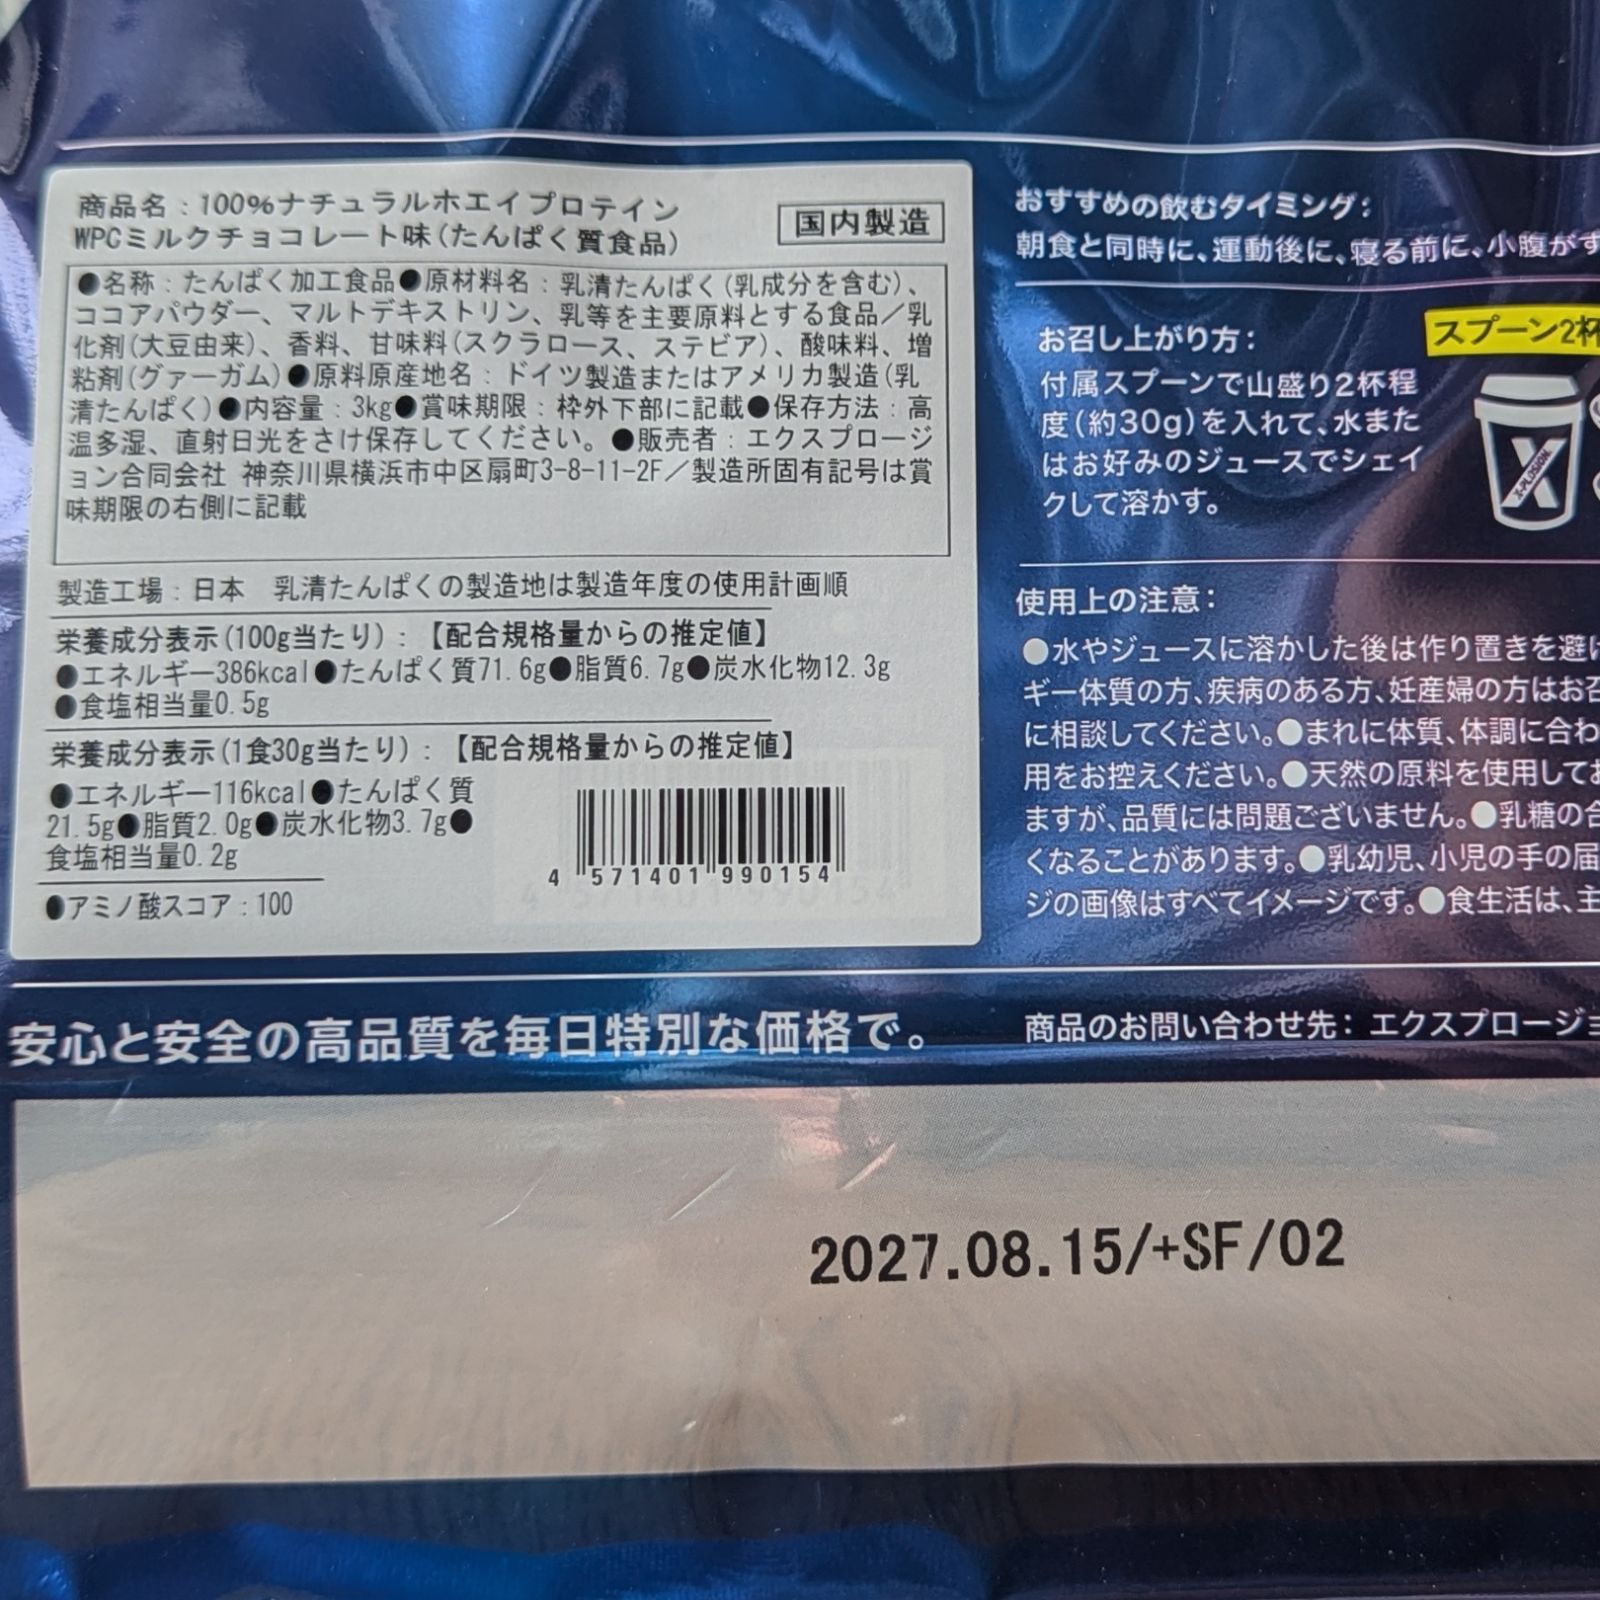 商品名：100%ナチュラルホエイプロテイン
WPCミルクチョコレート味(たんぱく質食品)
国内製造
●名称：たんぱく加工食品●原材料名：乳清たんぱく(乳成分を含む)、
ココアパウダー、マルトデキストリン、乳等を主要原料とする食品／乳
化剤(大豆由来)、香料、甘味料(スクラロース、ステビア)、酸味料、増
粘剤(グァーガム)●原料原産地名：ドイツ製造またはアメリカ製造(乳
清たんぱく)●内容量：3kg●賞味期限：枠外下部に記載●保存方法：高
温多湿、直射日光をさけ保存してください。●販売者：エクスプロージ
ョン合同会社 神奈川県横浜市中区扇町3-8-11-2F／製造所固有記号は賞
味期限の右側に記載
製造工場：日本　乳清たんぱくの製造地は製造年度の使用計画順
栄養成分表示(100g当たり)：【配合規格量からの推定値】
●エネルギー386kcal●たんぱく質71.6g●脂質6.7g●炭水化物12.3g
●食塩相当量0.5g
栄養成分表示(1食30g当たり)：【配合規格量からの推定値】
●エネルギー116kcal●たんぱく質
21.5g●脂質2.0g●炭水化物3.7g●
食塩相当量0.2g
●アミノ酸スコア：100
4 571401 990154
おすすめの飲むタイミング：
朝食と同時に、運動後に、寝る前に、小腹がす
お召し上がり方：
スプーン2杯
付属スプーンで山盛り2杯程
度(約30g)を入れて、水また
はお好みのジュースでシェイ
クして溶かす。
X-PLOSION
使用上の注意：
●水やジュースに溶かした後は作り置きを避け
ギー体質の方、疾病のある方、妊産婦の方はお召
に相談してください。●まれに体質、体調に合わ
用をお控えください。●天然の原料を使用してお
ますが、品質には問題ございません。●乳糖の合
くなることがあります。●乳幼児、小児の手の届
ジの画像はすべてイメージです。●食生活は、主
安心と安全の高品質を毎日特別な価格で。
商品のお問い合わせ先：エクスプロージョ
2027.08.15/+SF/02